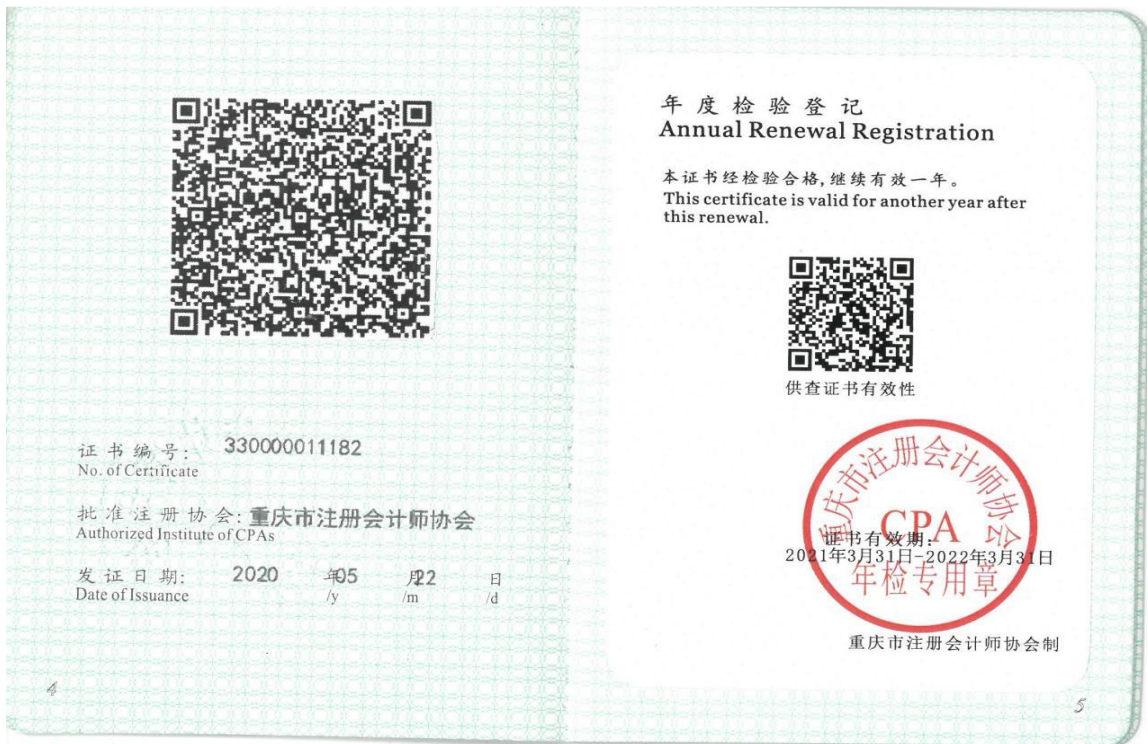 证书编号: 330000011182
No. of Certificate
批准注册协会: 重庆市注册会计师协会
Authorized Institute of CPAs
发证日期: 2020 年05 月22 日
Date of Issuance /y /m /d
4
年度检验登记
Annual Renewal Registration
本证书经检验合格,继续有效一年。
This certificate is valid for another year after
this renewal.
供查证书有效性
重庆市注册会计师协会
CPA
证书有效期:
2021年3月31日-2022年3月31日
年检专用章
重庆市注册会计师协会制
5